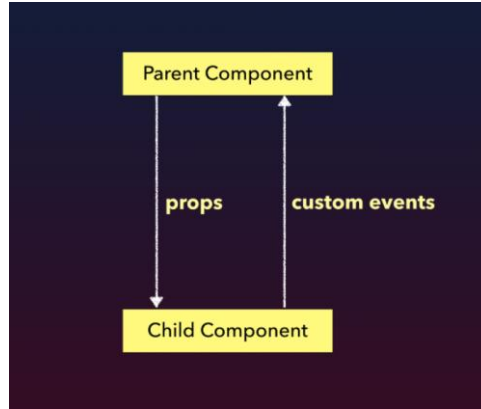 Parent Component
props
custom events
Child Component